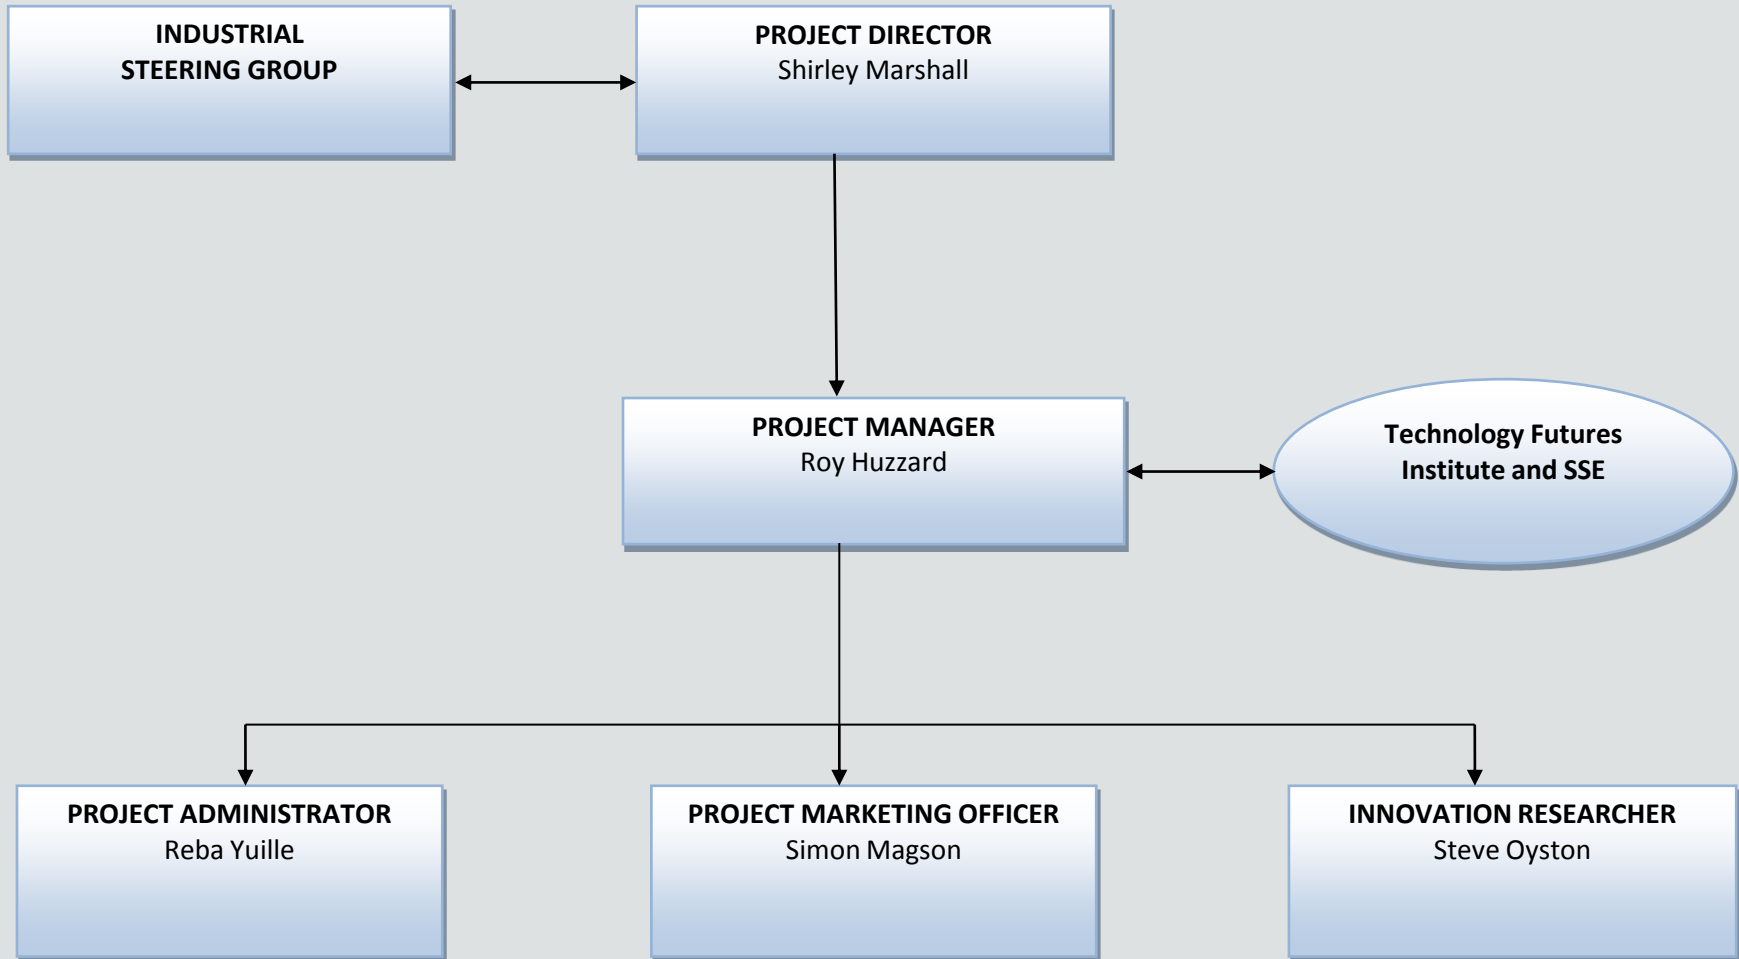 INDUSTRIAL
STEERING GROUP
PROJECT DIRECTOR
Shirley Marshall
PROJECT MANAGER
Roy Huzzard
Technology Futures
Institute and SSE
PROJECT ADMINISTRATOR
Reba Yuille
PROJECT MARKETING OFFICER
Simon Magson
INNOVATION RESEARCHER
Steve Oyston